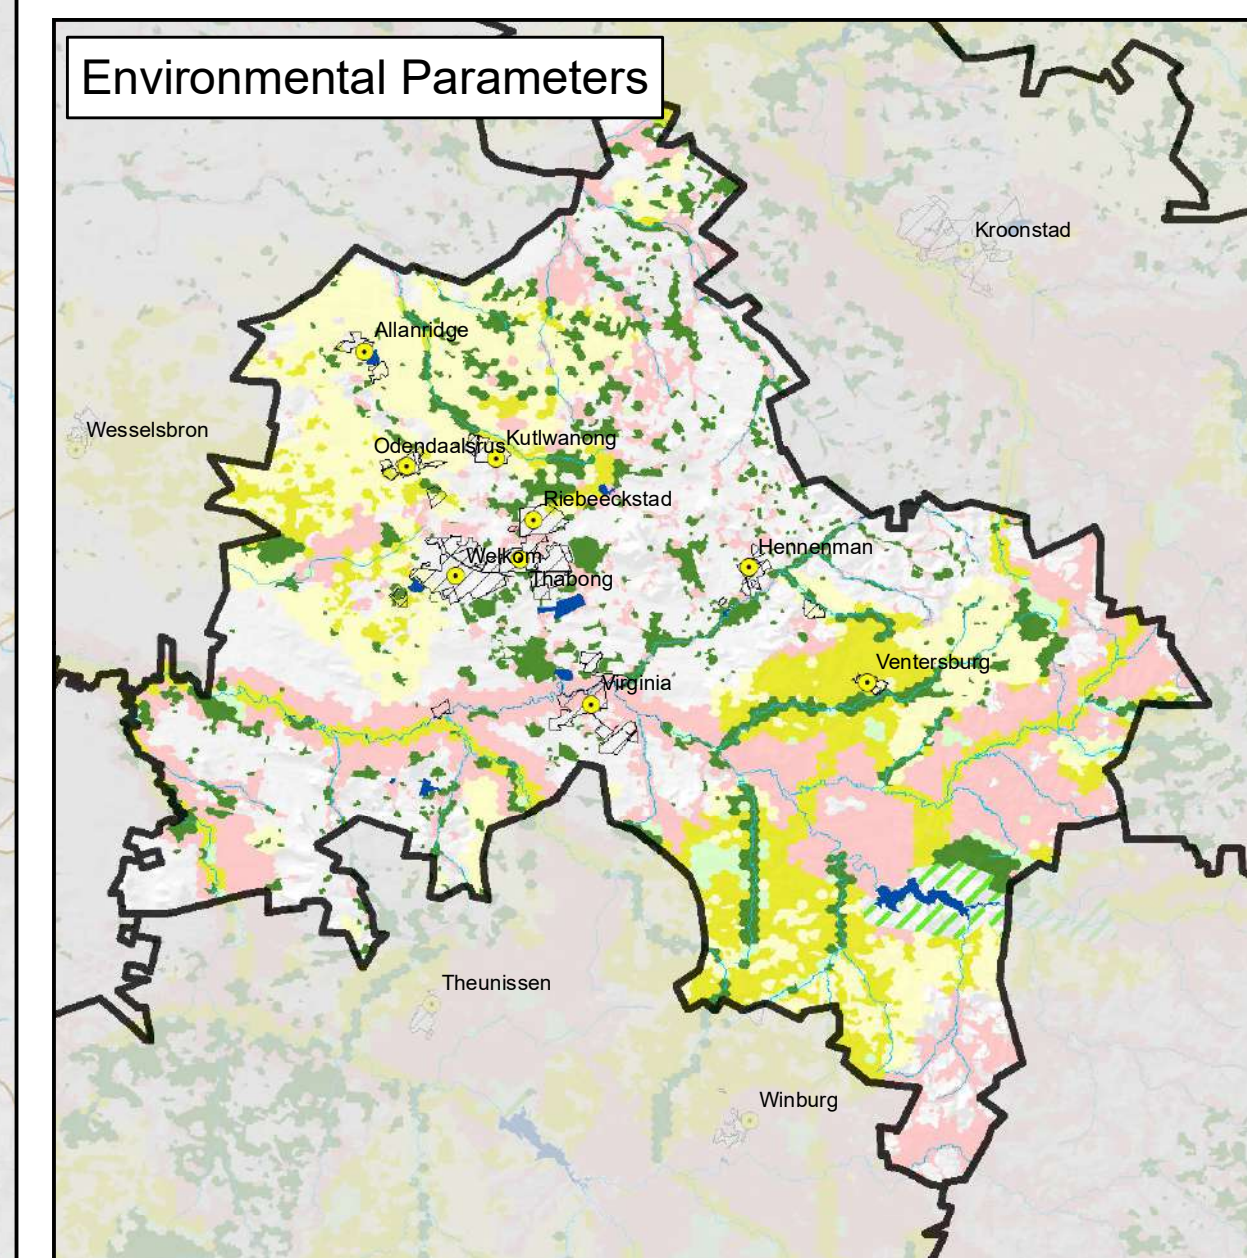 Environmental Parameters
Kroonstad
Allanridge
Wesselsbron
Kutlwanong
Odendaalsrus
Riebeeckstad
Hennenman
Welkom
Thabong
Ventersburg
Virginia
Theunissen
Winburg